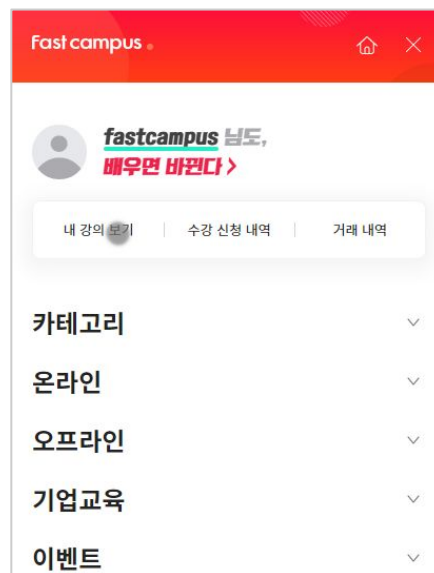 Fast campus
fastcampus 님도,
배우면 바뀐다 >
내 강의 보기 수강 신청 내역 거래 내역
카테고리
온라인
오프라인
기업교육
이벤트